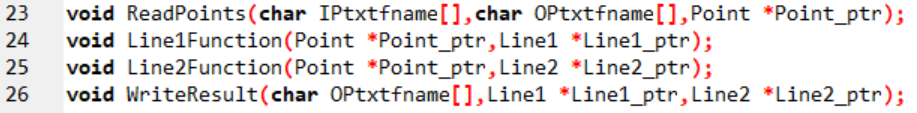 23 void ReadPoints(char IPtxtfname[],char OPtxtfname[],Point *Point_ptr);
24 void Line1Function(Point *Point_ptr,Line1 *Line1_ptr);
25 void Line2Function(Point *Point_ptr,Line2 *Line2_ptr);
26 void WriteResult(char OPtxtfname[],Line1 *Line1_ptr,Line2 *Line2_ptr);